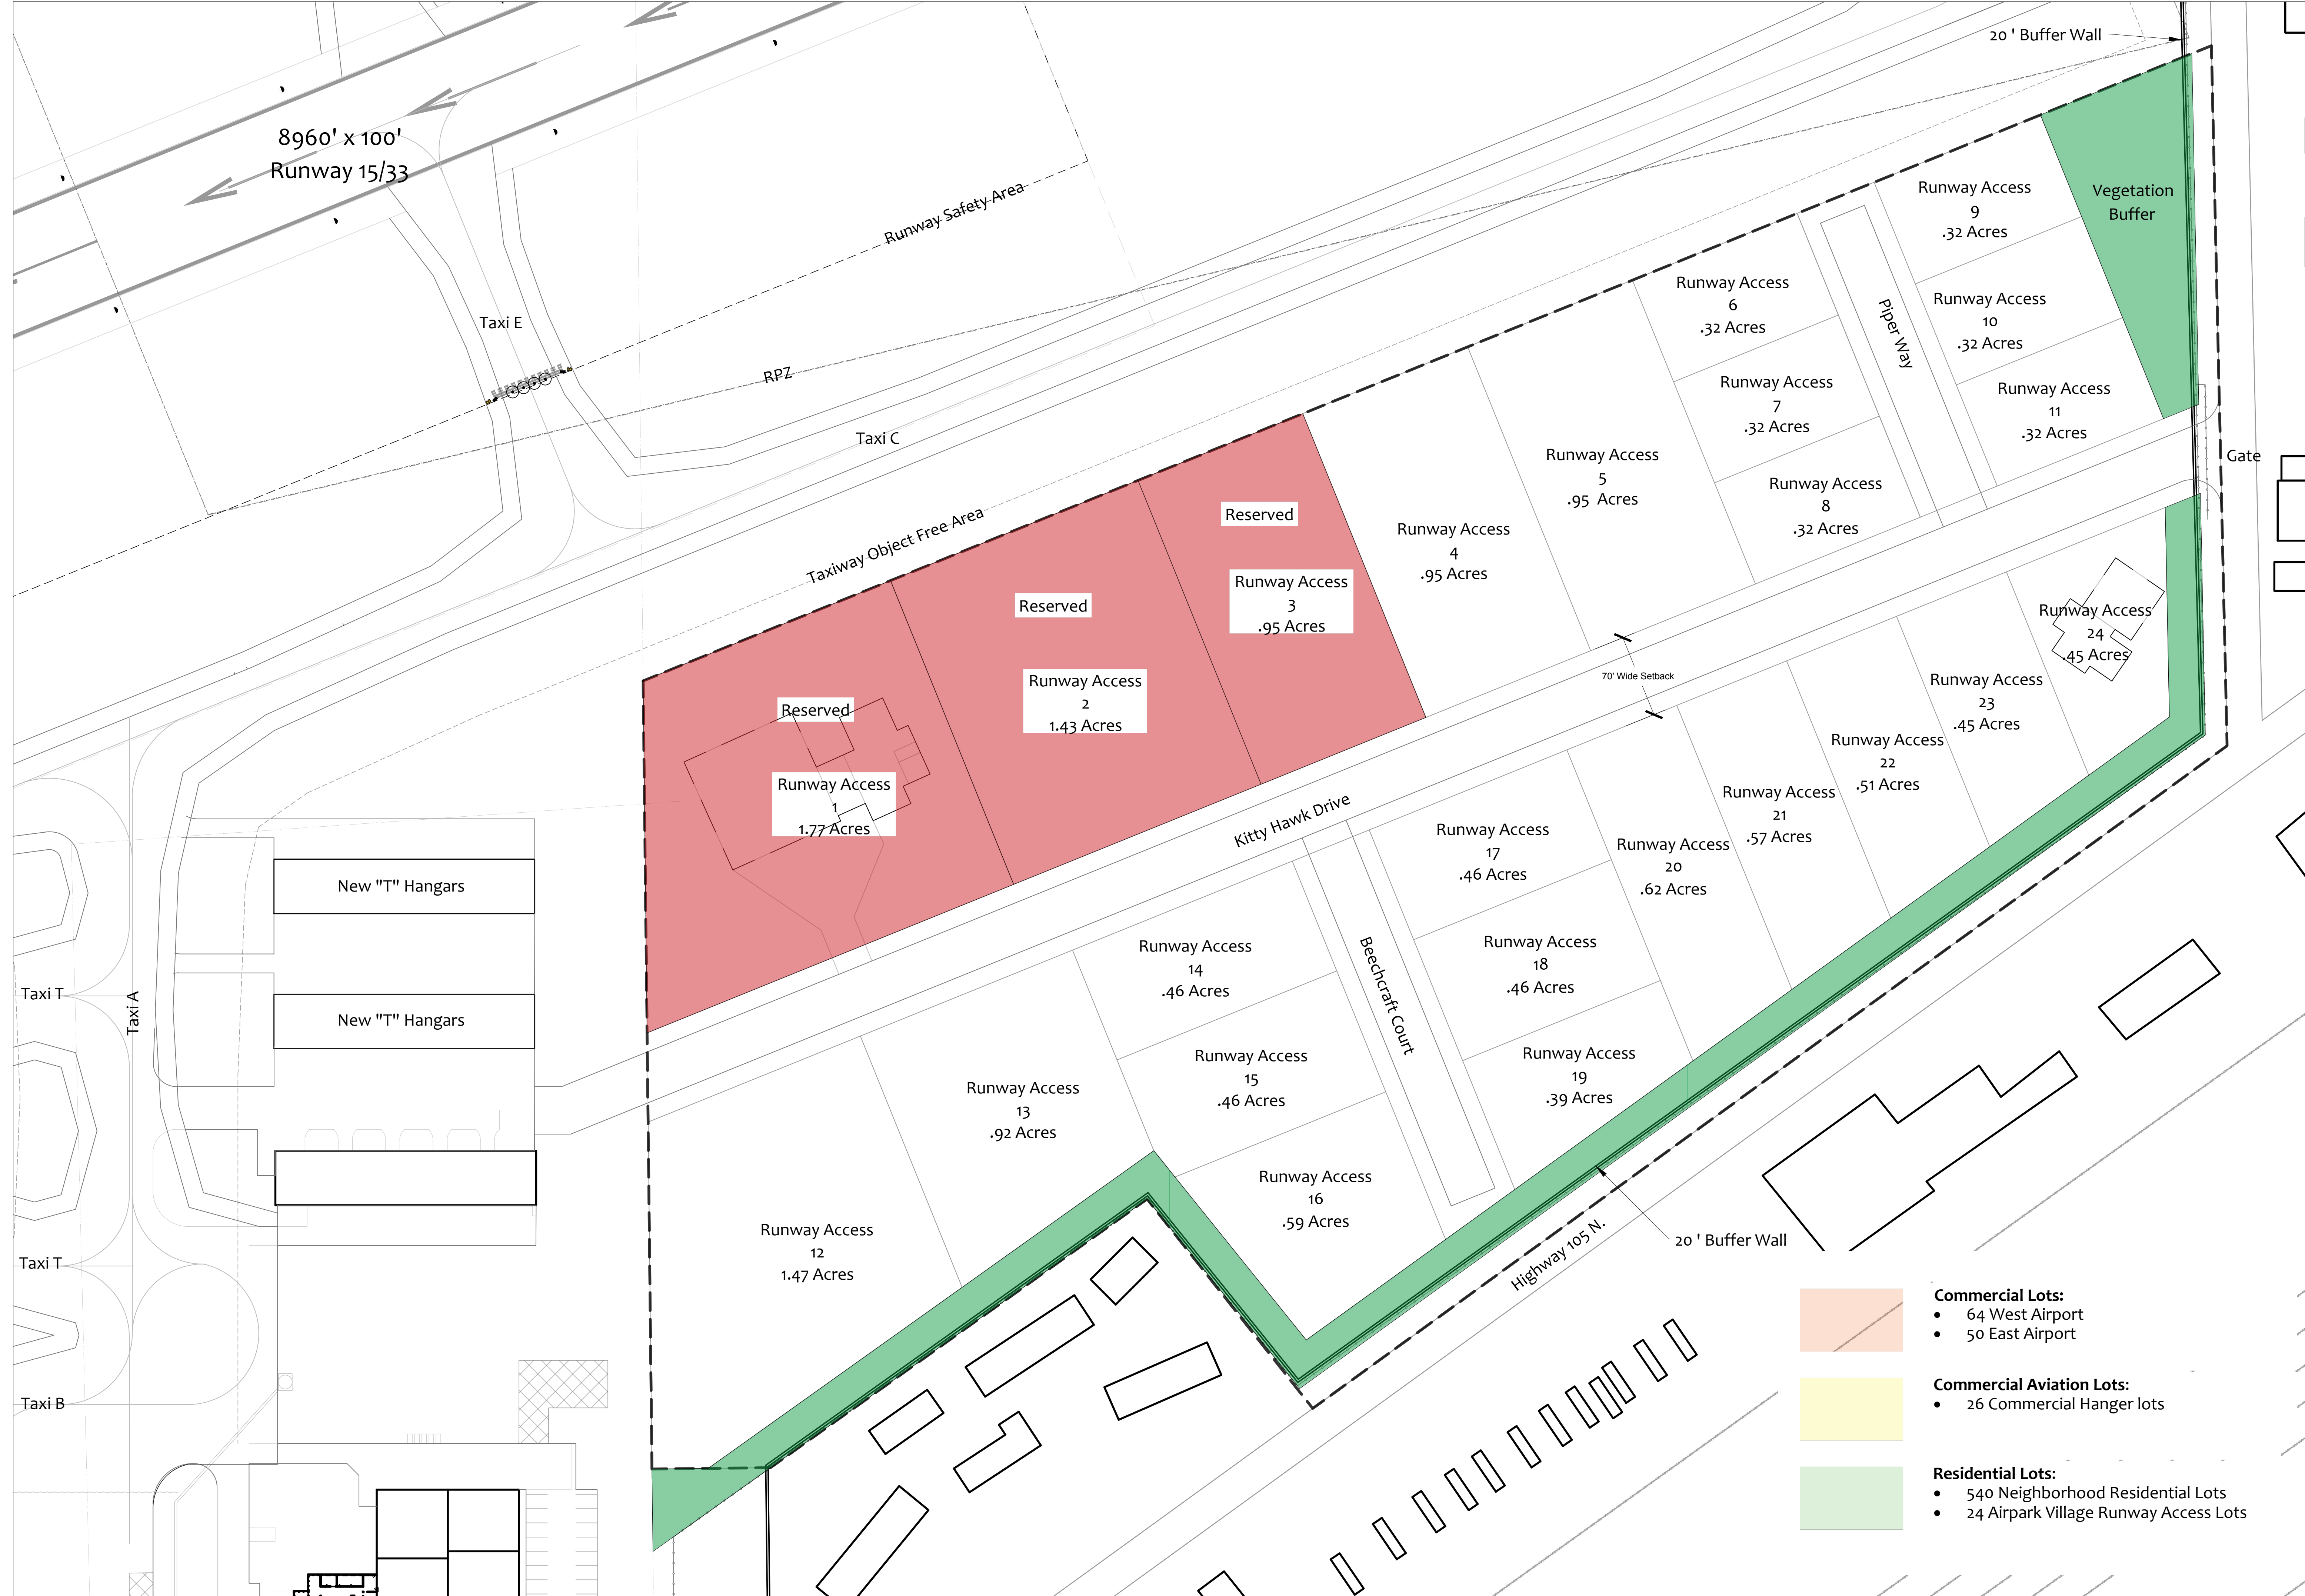 20 ' Buffer Wall
8960' x 100'
Runway 15/33
Runway Safety Area
Taxi E
RPZ
Taxi C
Taxiway Object Free Area
Vegetation
Buffer
Runway Access
9
.32 Acres
Runway Access
10
.32 Acres
Runway Access
11
.32 Acres
Piper Way
Runway Access
6
.32 Acres
Runway Access
7
.32 Acres
Runway Access
8
.32 Acres
Gate
Runway Access
5
.95 Acres
Runway Access
4
.95 Acres
Reserved
Runway Access
3
.95 Acres
Reserved
Runway Access
2
1.43 Acres
Reserved
Runway Access
1
1.77 Acres
70' Wide Setback
Kitty Hawk Drive
Runway Access
24
.45 Acres
Runway Access
23
.45 Acres
Runway Access
22
.51 Acres
Runway Access
21
.57 Acres
Runway Access
20
.62 Acres
Runway Access
17
.46 Acres
Runway Access
18
.46 Acres
Runway Access
19
.39 Acres
Beechcraft Court
Runway Access
14
.46 Acres
Runway Access
15
.46 Acres
Runway Access
16
.59 Acres
Runway Access
13
.92 Acres
Runway Access
12
1.47 Acres
New "T" Hangars
New "T" Hangars
Taxi T
Taxi A
Taxi T
Taxi B
Highway 105 N.
20 ' Buffer Wall
Commercial Lots:
• 64 West Airport
• 50 East Airport
Commercial Aviation Lots:
• 26 Commercial Hanger lots
Residential Lots:
• 540 Neighborhood Residential Lots
• 24 Airpark Village Runway Access Lots